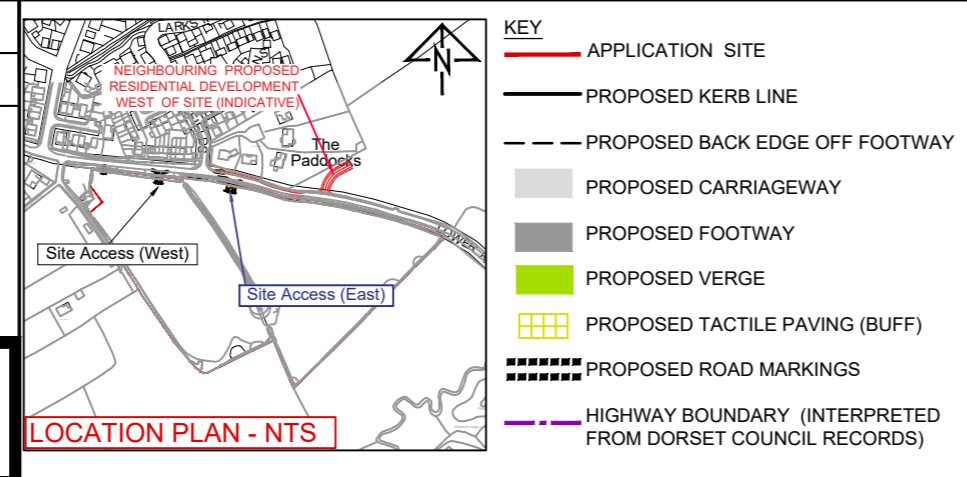 LARKS
NEIGHBOURING PROPOSED
RESIDENTIAL DEVELOPMENT
WEST OF SITE (INDICATIVE)
N
The
Paddocks
LOWER
Site Access (West)
Site Access (East)
LOCATION PLAN - NTS
KEY
APPLICATION SITE
PROPOSED KERB LINE
PROPOSED BACK EDGE OFF FOOTWAY
PROPOSED CARRIAGEWAY
PROPOSED FOOTWAY
PROPOSED VERGE
PROPOSED TACTILE PAVING (BUFF)
PROPOSED ROAD MARKINGS
HIGHWAY BOUNDARY (INTERPRETED
FROM DORSET COUNCIL RECORDS)